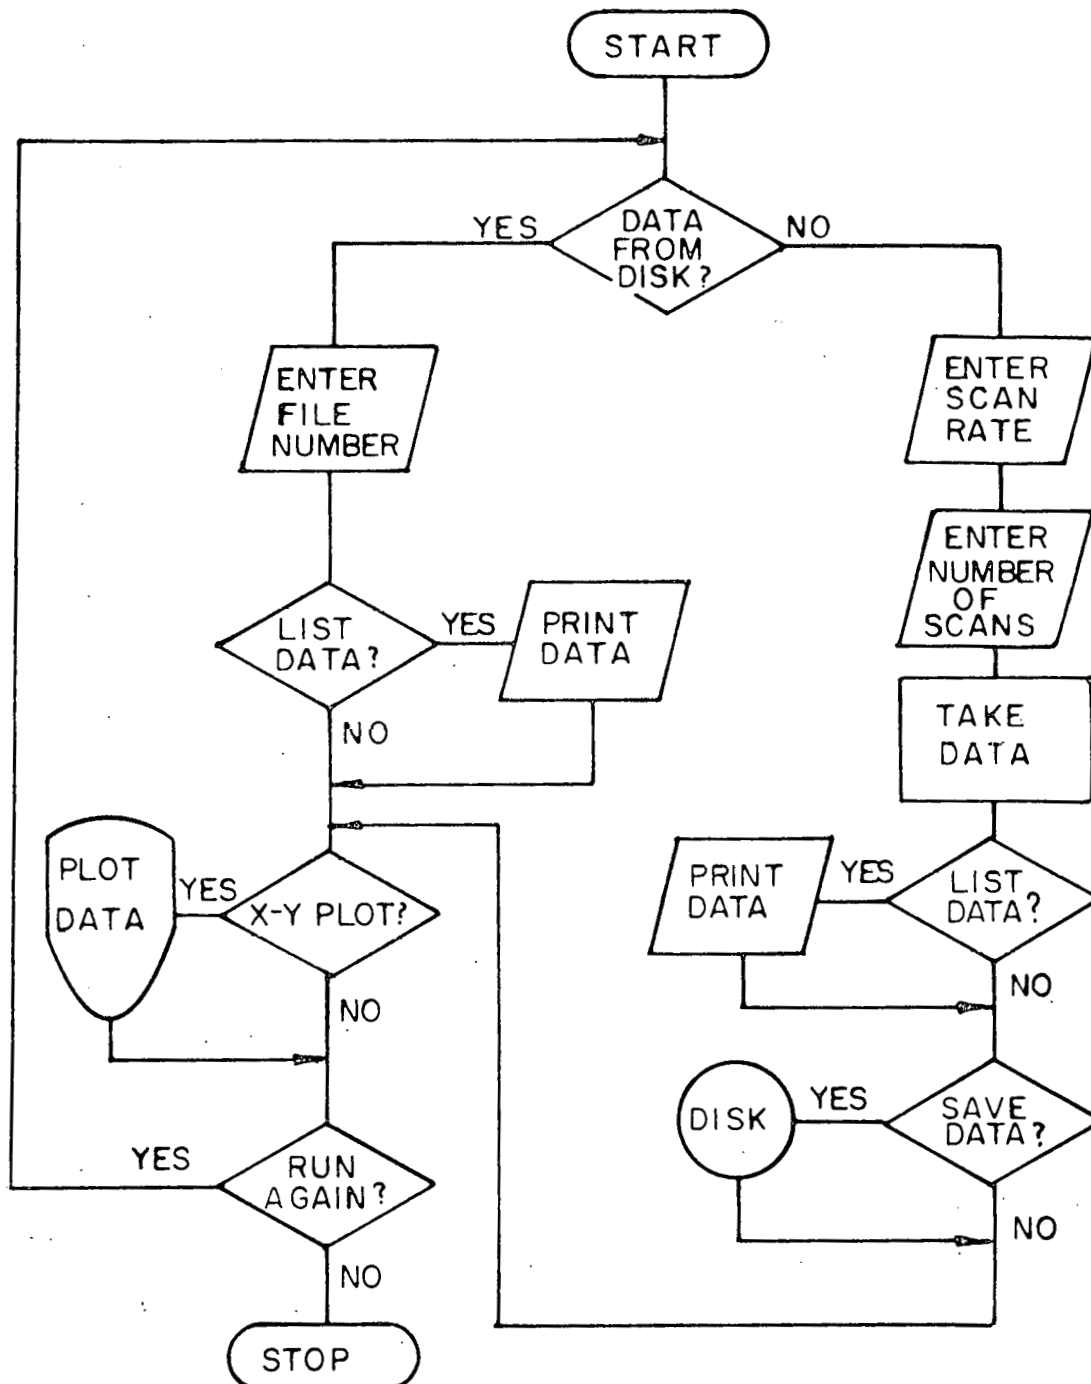 START
YES
DATA
FROM
DISK?
NO
ENTER
FILE
NUMBER
ENTER
SCAN
RATE
ENTER
NUMBER
OF
SCANS
LIST
DATA?
YES
PRINT
DATA
NO
TAKE
DATA
PLOT
DATA
YES
X-Y PLOT?
NO
PRINT
DATA
YES
LIST
DATA?
NO
DISK
YES
SAVE
DATA?
NO
YES
RUN
AGAIN?
NO
STOP